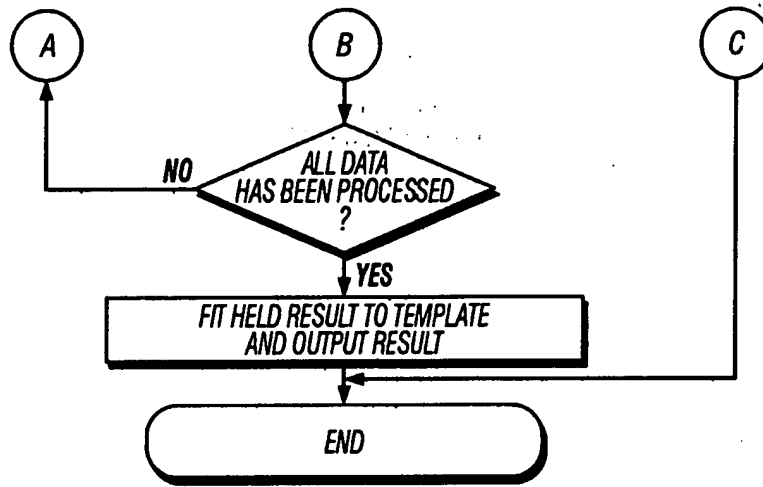 A
B
C
ALL DATA
HAS BEEN PROCESSED
?
NO
YES
FIT HELD RESULT TO TEMPLATE
AND OUTPUT RESULT
END